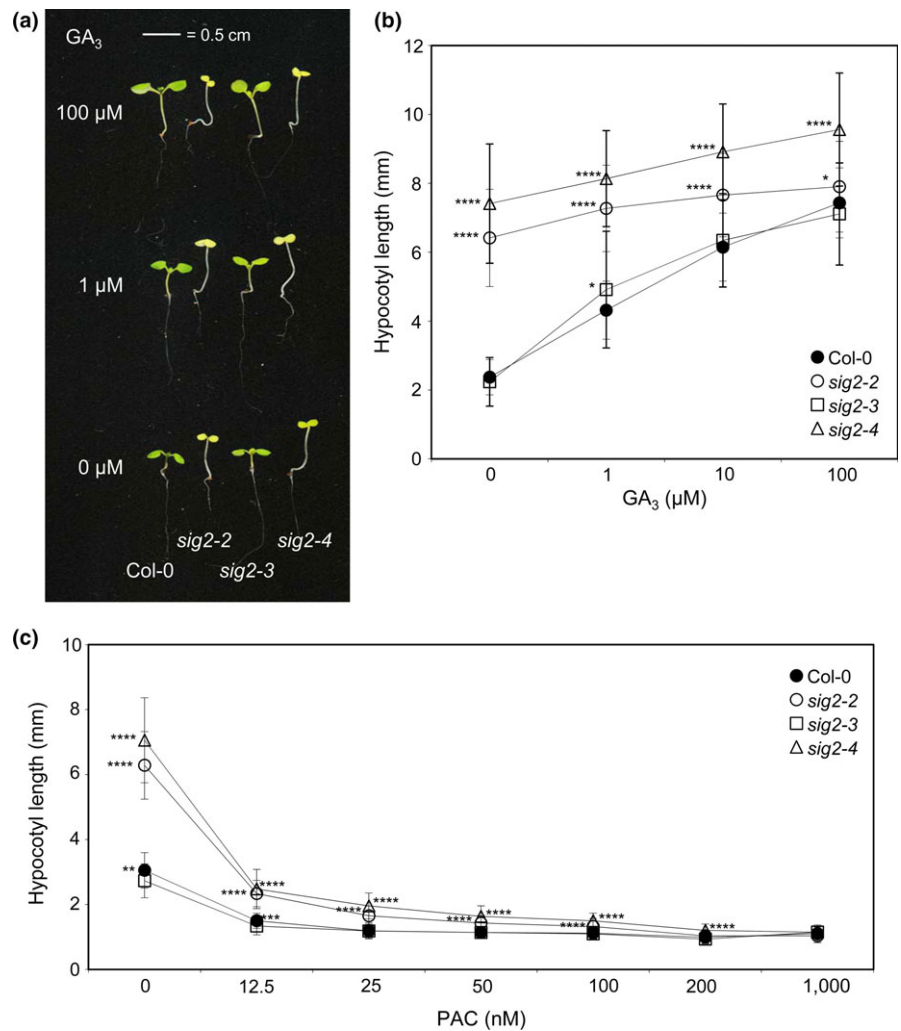 (a)
GA₃
= 0.5 cm
100 µM
1 µM
0 µM
Col-0
sig2-2
sig2-3
sig2-4
(b)
Hypocotyl length (mm)
12
10
8
6
4
2
0
****
****
****
****
****
****
****
*
*
Col-0
sig2-2
sig2-3
sig2-4
0
1
10
100
GA₃ (µM)
(c)
Hypocotyl length (mm)
10
8
6
4
2
0
****
****
**
****
****
****
****
****
****
****
****
****
****
Col-0
sig2-2
sig2-3
sig2-4
0
12.5
25
50
100
200
1,000
PAC (nM)